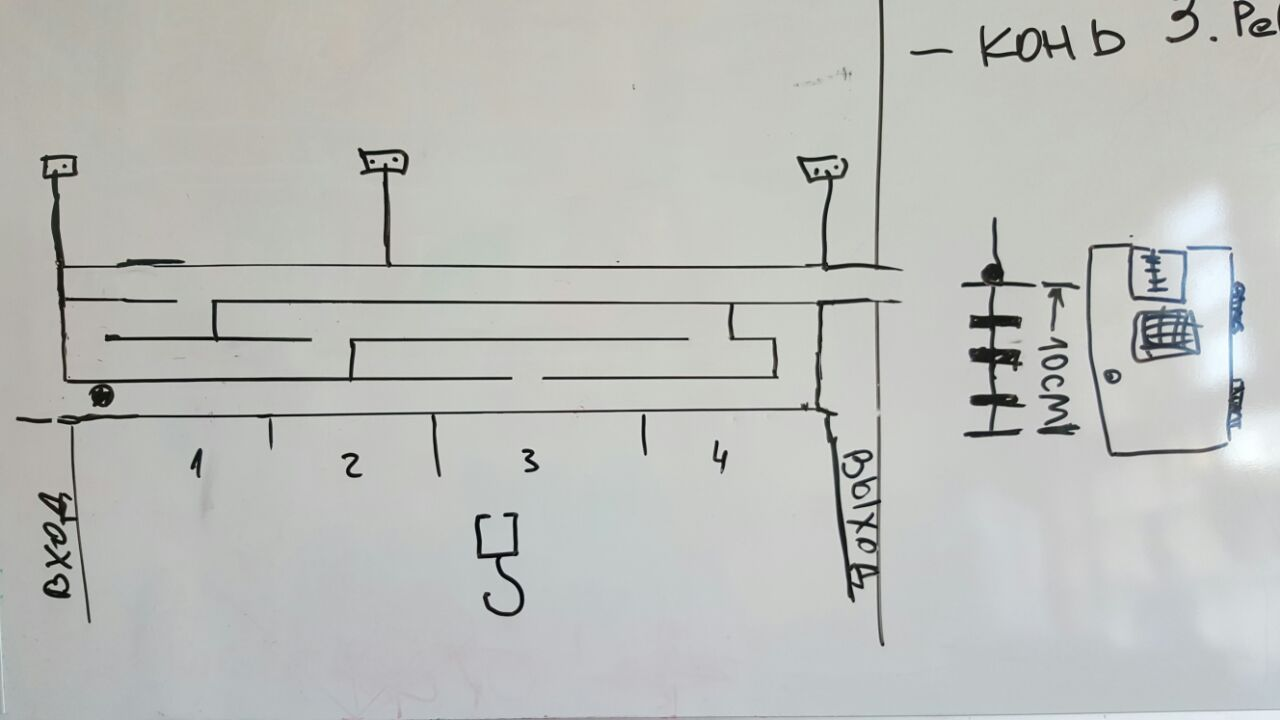 - КОНЬ
3. Ре
10СМ
1 2 3 4
ВХОД
ВЫХОД